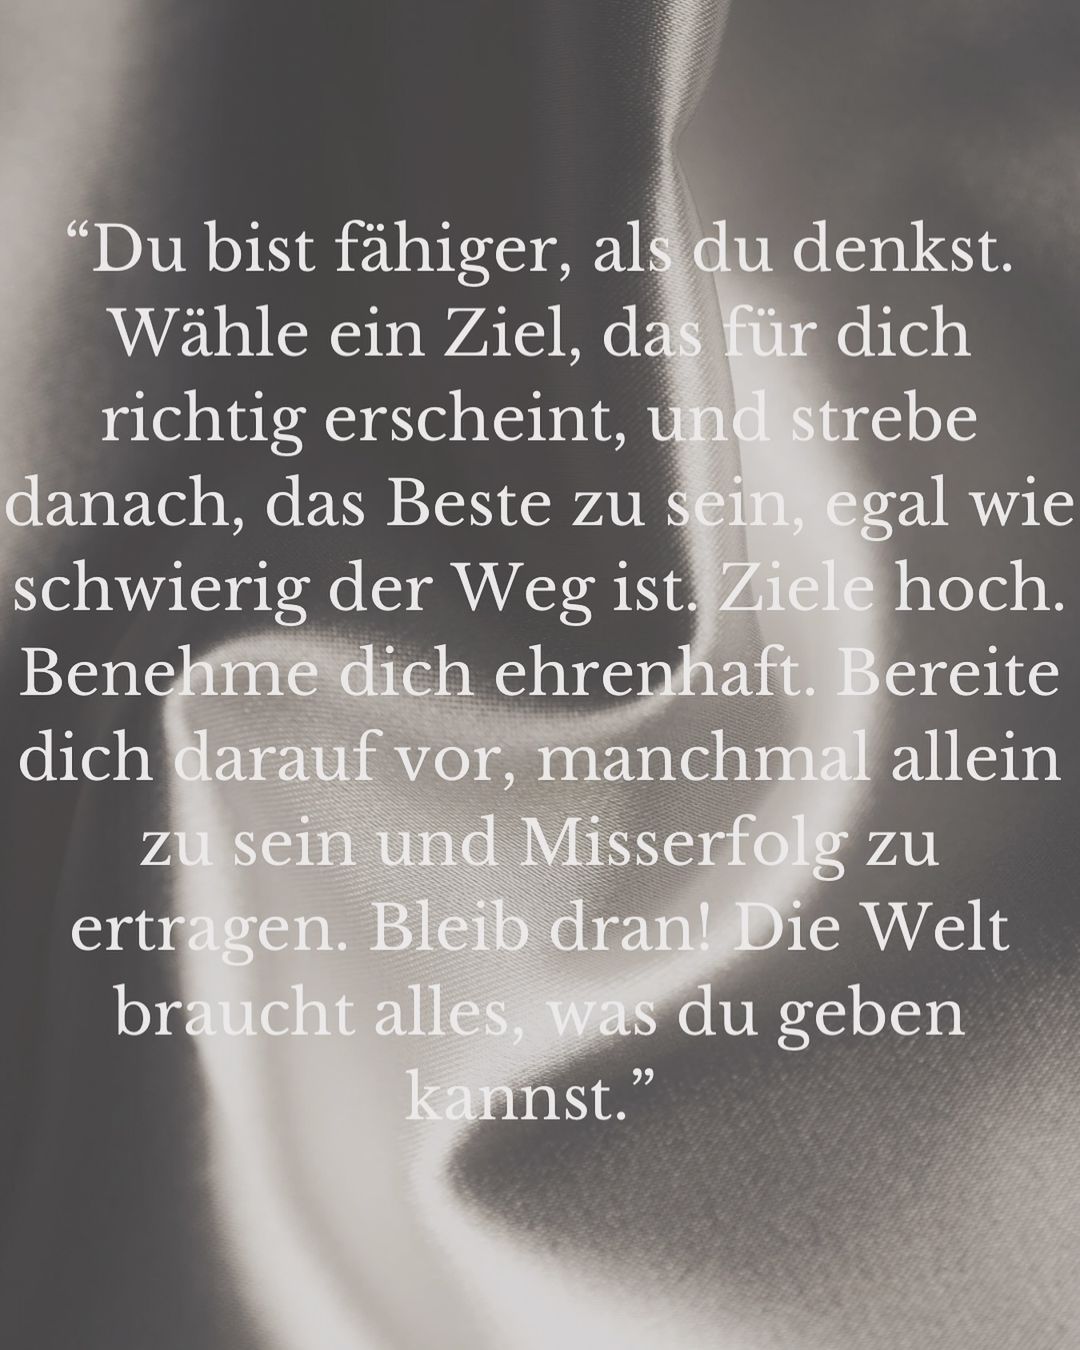 “Du bist fähiger, als du denkst.
Wähle ein Ziel, das für dich
richtig erscheint, und strebe
danach, das Beste zu sein, egal wie
schwierig der Weg ist. Ziele hoch.
Benehme dich ehrenhaft. Bereite
dich darauf vor, manchmal allein
zu sein und Misserfolg zu
ertragen. Bleib dran! Die Welt
braucht alles, was du geben
kannst.”